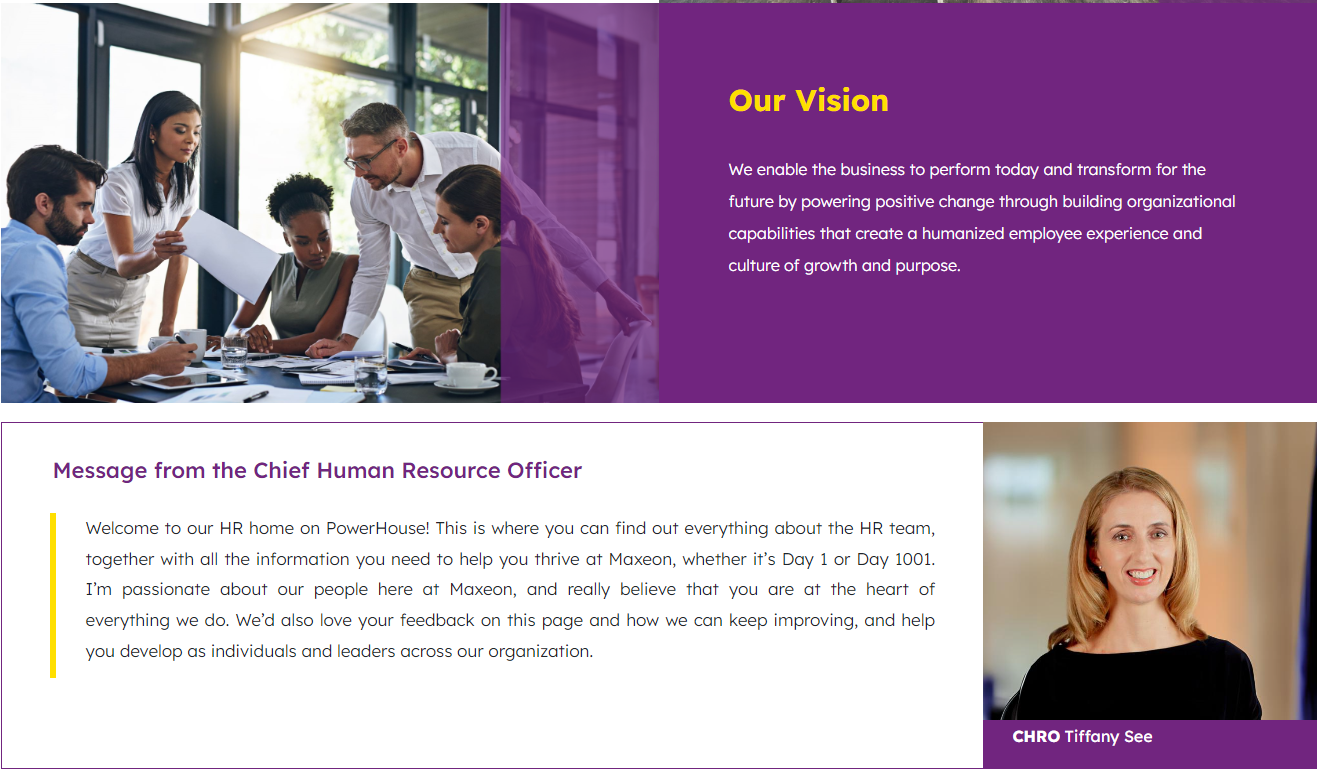 Our Vision
We enable the business to perform today and transform for the
future by powering positive change through building organizational
capabilities that create a humanized employee experience and
culture of growth and purpose.
Message from the Chief Human Resource Officer
Welcome to our HR home on PowerHouse! This is where you can find out everything about the HR team,
together with all the information you need to help you thrive at Maxeon, whether it’s Day 1 or Day 1001.
I’m passionate about our people here at Maxeon, and really believe that you are at the heart of
everything we do. We’d also love your feedback on this page and how we can keep improving, and help
you develop as individuals and leaders across our organization.
CHRO Tiffany See